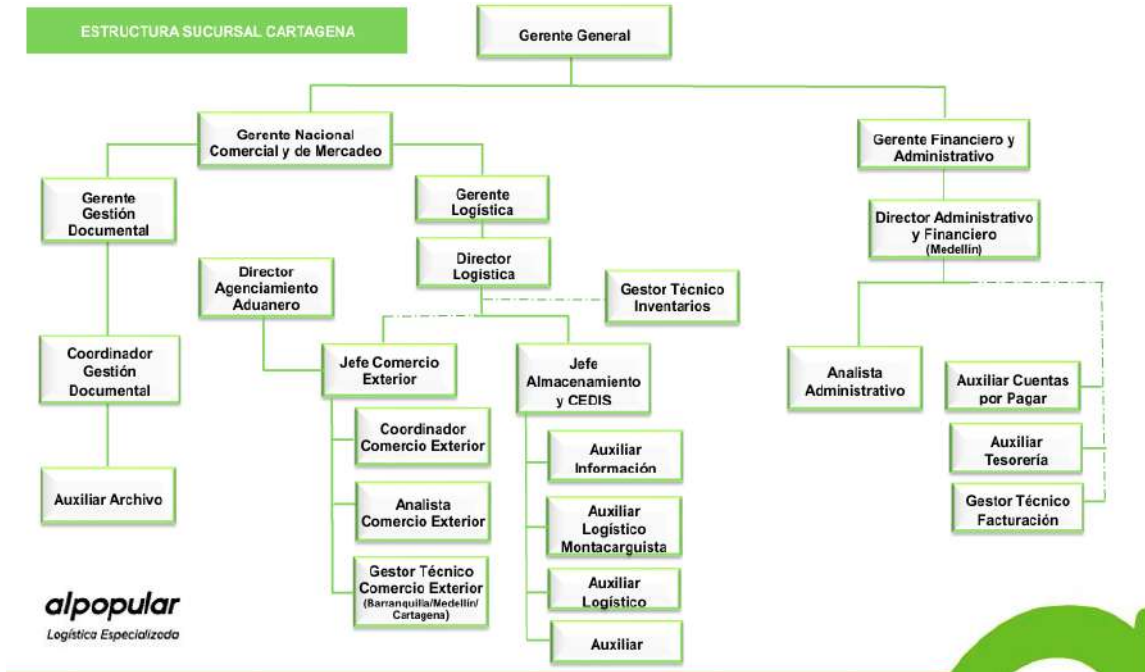 ESTRUCTURA SUCURSAL CARTAGENA
Gerente General
Gerente Nacional
Comercial y de Mercadeo
Gerente Financiero y
Administrativo
Gerente
Gestión
Documental
Gerente
Logística
Director Administrativo
y Financiero
(Medellín)
Director
Logística
Director
Agenciamiento
Aduanero
Gestor Técnico
Inventarios
Coordinador
Gestión
Documental
Jefe Comercio
Exterior
Jefe
Almacenamiento
y CEDIS
Analista
Administrativo
Auxiliar Cuentas
por Pagar
Coordinador
Comercio Exterior
Auxiliar
Información
Auxiliar
Tesorería
Auxiliar Archivo
Analista
Comercio Exterior
Auxiliar
Logístico
Montacarguista
Gestor Técnico
Facturación
Gestor Técnico
Comercio Exterior
(Barranquilla/Medellín/
Cartagena)
Auxiliar
Logístico
Auxiliar
alpopular
Logística Especializada